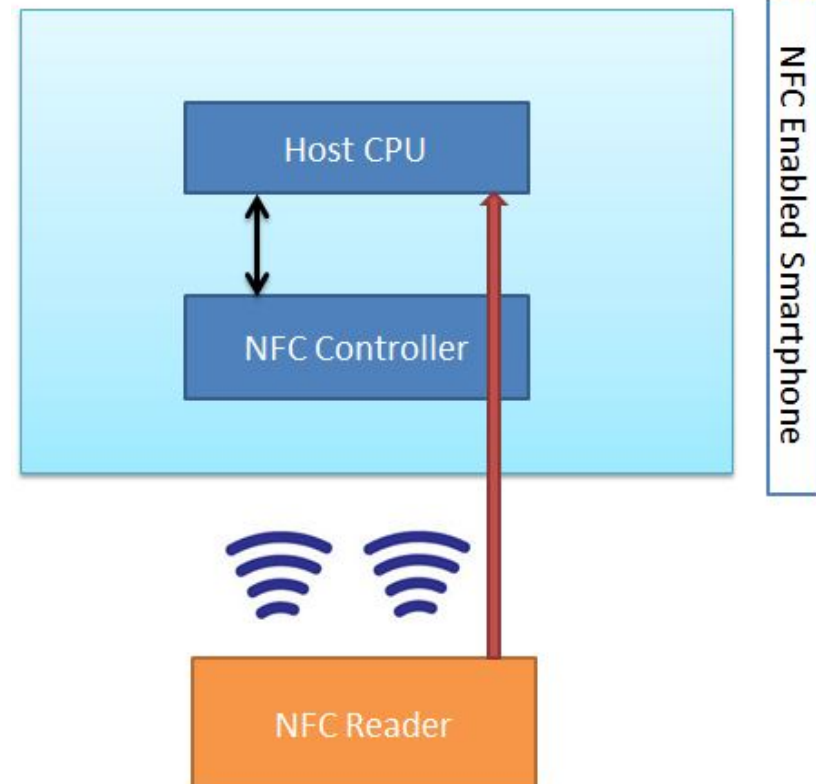 Host CPU
NFC Controller
NFC Enabled Smartphone
NFC Reader